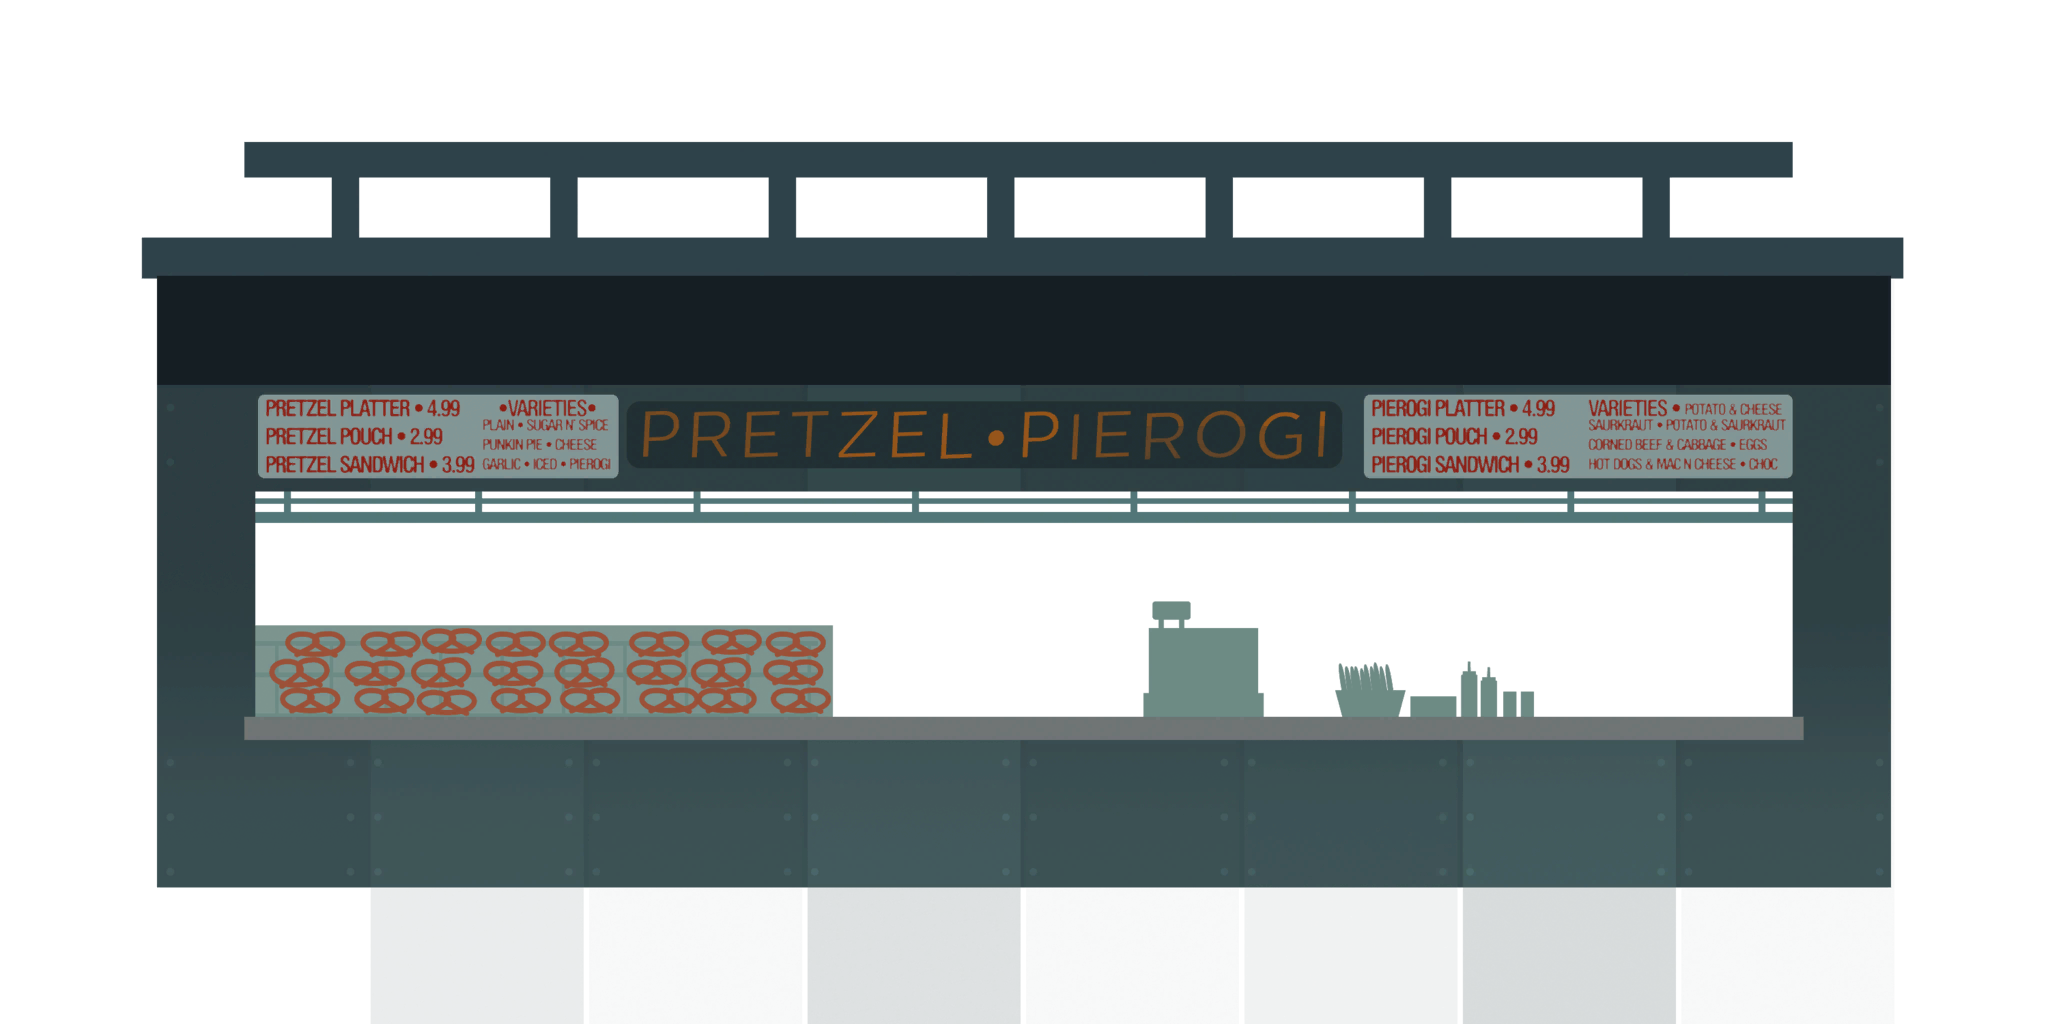 PRETZEL PLATTER • 4.99
PRETZEL POUCH • 2.99
PRETZEL SANDWICH • 3.99
•VARIETIES•
PLAIN • SUGAR N' SPICE
PUNKIN PIE • CHEESE
GARLIC • ICED • PIEROGI
PRETZEL•PIEROGI
PIEROGI PLATTER • 4.99
PIEROGI POUCH • 2.99
PIEROGI SANDWICH • 3.99
VARIETIES • POTATO & CHEESE
SAURKRAUT • POTATO & SAURKRAUT
CORNED BEEF & CABBAGE • EGGS
HOT DOGS & MAC N CHEESE • CHOC